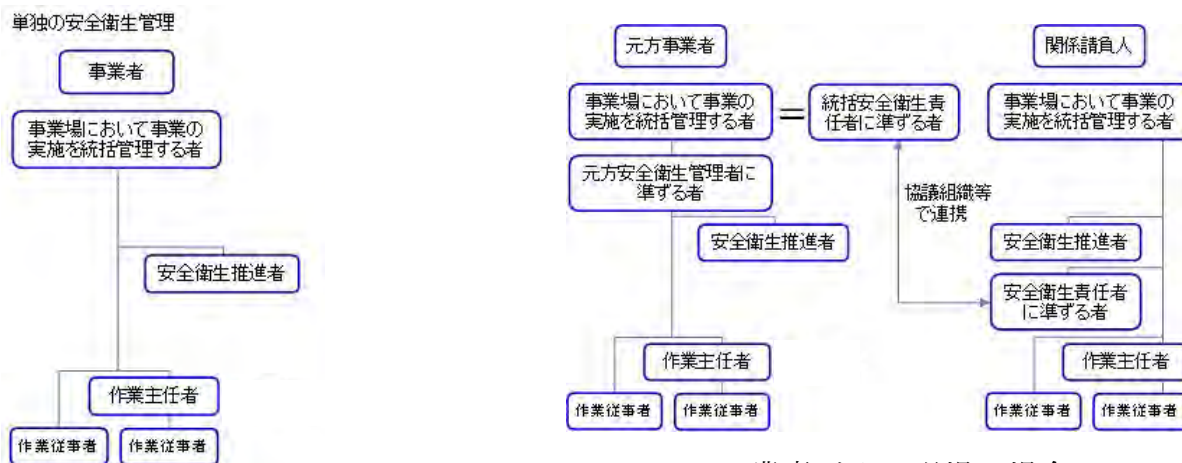 単独の安全衛生管理
事業者
事業場において事業の
実施を統括管理する者
安全衛生推進者
作業主任者
作業従事者
作業従事者
元方事業者
事業場において事業の
実施を統括管理する者
=
統括安全衛生責
任者に準ずる者
元方安全衛生管理者に
準ずる者
安全衛生推進者
協議組織等
で連携
作業主任者
作業従事者
作業従事者
関係請負人
事業場において事業の
実施を統括管理する者
安全衛生推進者
安全衛生責任者
に準ずる者
作業主任者
作業従事者
作業従事者